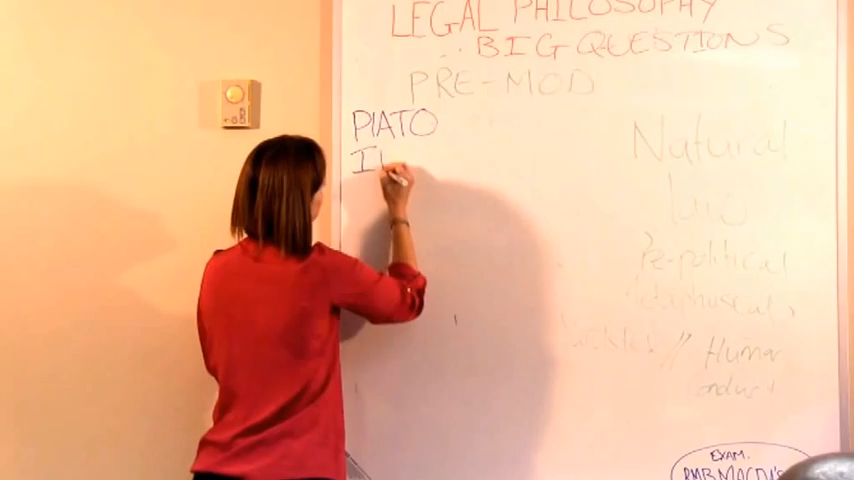 LEGAL PHILOSOPHY
BIG QUESTIONS
PRE-MOD
PlATO
Natural
law
Pre-political
Metaphysical,
// Human
Conduct
EXAM.